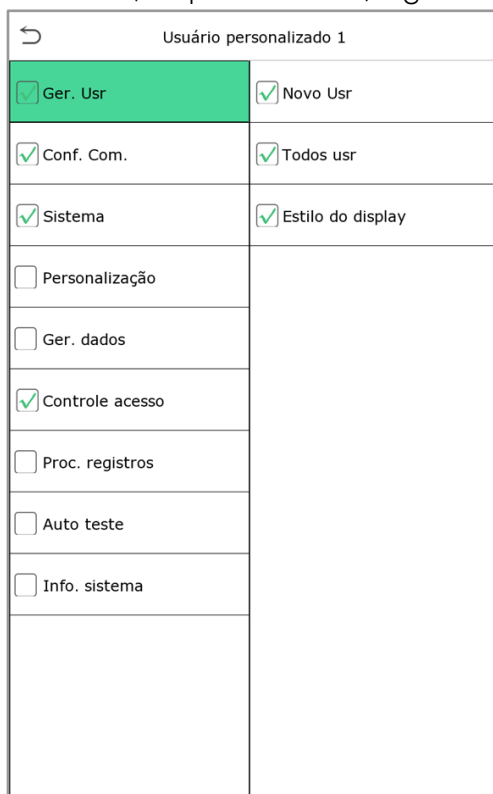 Usuário personalizado 1
Ger. Usr
Novo Usr
Conf. Com.
Todos usr
Sistema
Estilo do display
Personalização
Ger. dados
Controle acesso
Proc. registros
Auto teste
Info. sistema